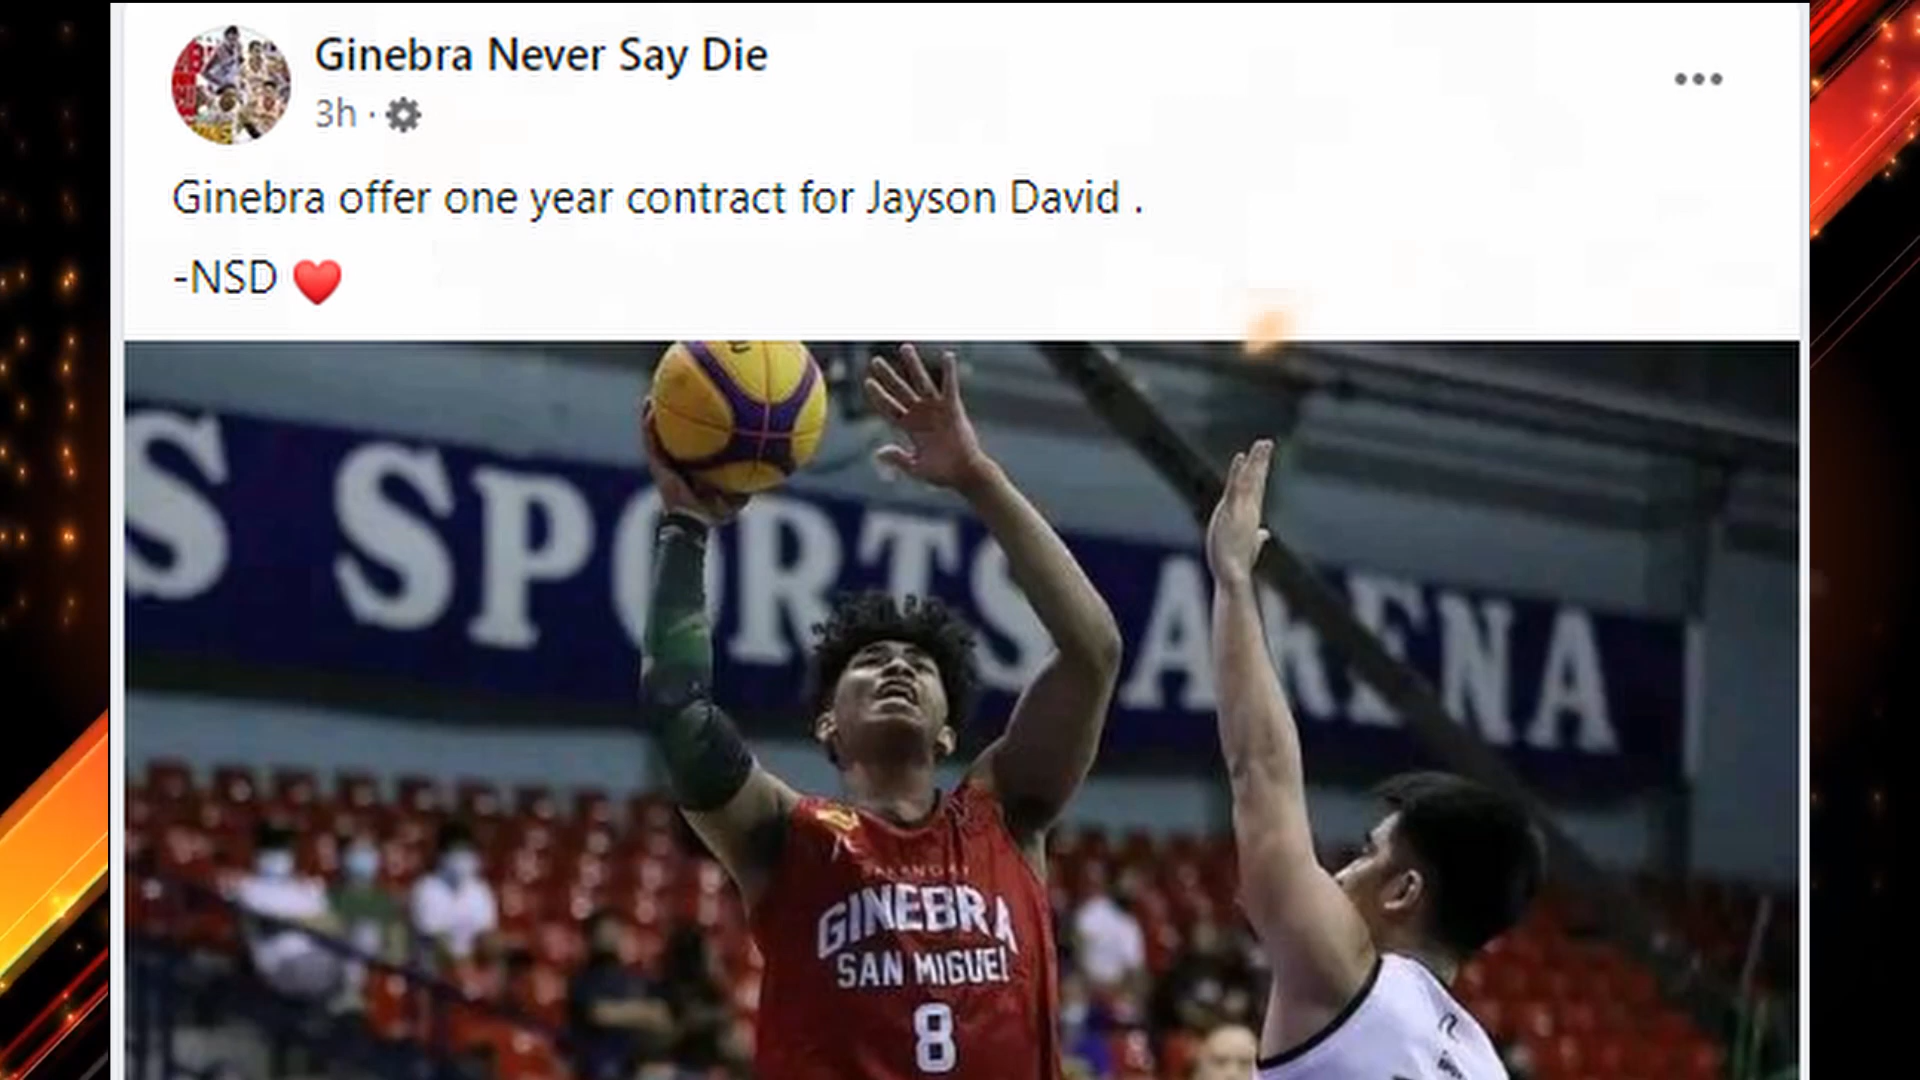 Ginebra Never Say Die
3h ·
Ginebra offer one year contract for Jayson David .
-NSD ❤️
S SPORTS ARENA
GINEBRA
SAN MIGUEL
8